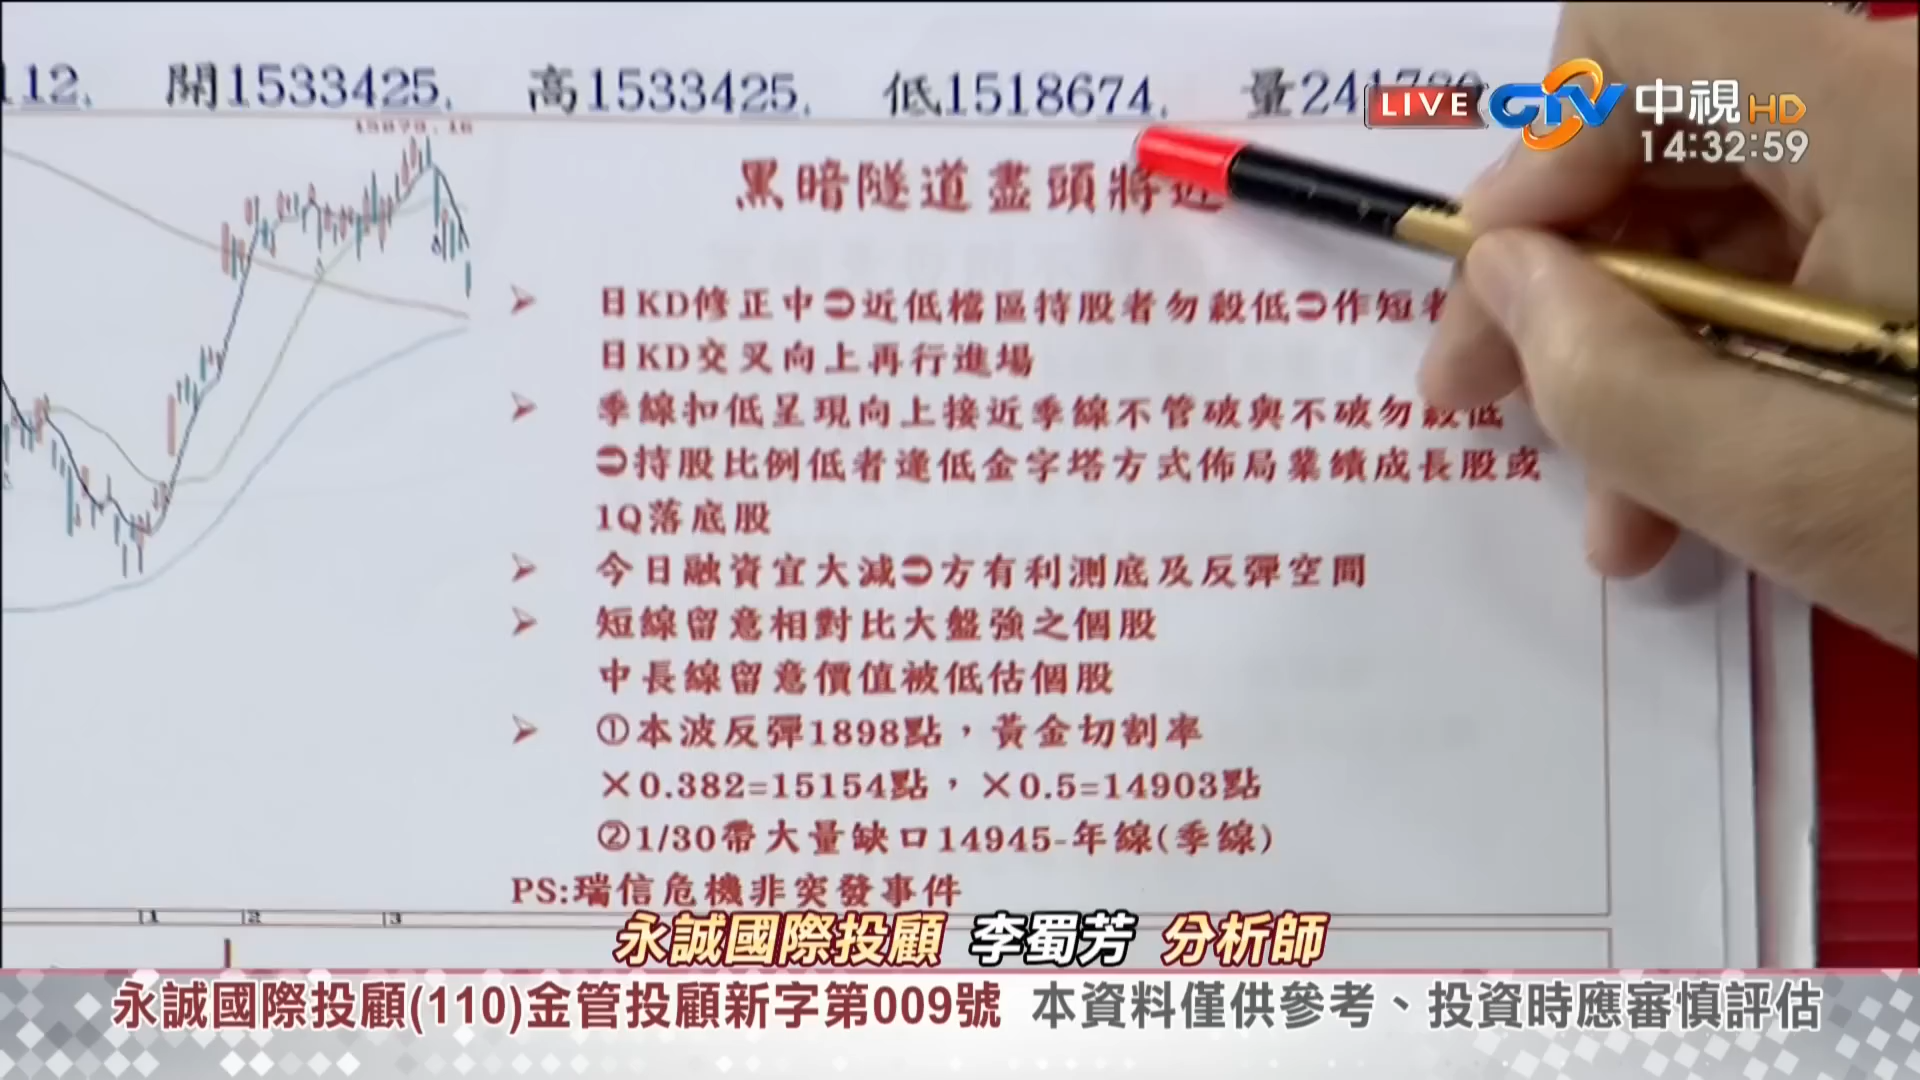 112, 開1533425, 高1533425, 低1518674, 量2417
LIVE CTV 中視HD
14:32:59
黑暗隧道盡頭將近
日KD修正中➲近低檔區持股者勿殺低➲作短者
日KD交叉向上再行進場
季線扣低呈現向上接近季線不管破與不破勿殺低
➲持股比例低者逢低金字塔方式佈局業績成長股或
1Q落底股
今日融資宜大減➲方有利測底及反彈空間
短線留意相對比大盤強之個股
中長線留意價值被低估個股
①本波反彈1898點，黃金切割率
×0.382=15154點，×0.5=14903點
②1/30帶大量缺口14945-年線(季線)
PS:瑞信危機非突發事件
1 2 3
永誠國際投顧 李蜀芳 分析師
永誠國際投顧(110)金管投顧新字第009號 本資料僅供參考、投資時應審慎評估